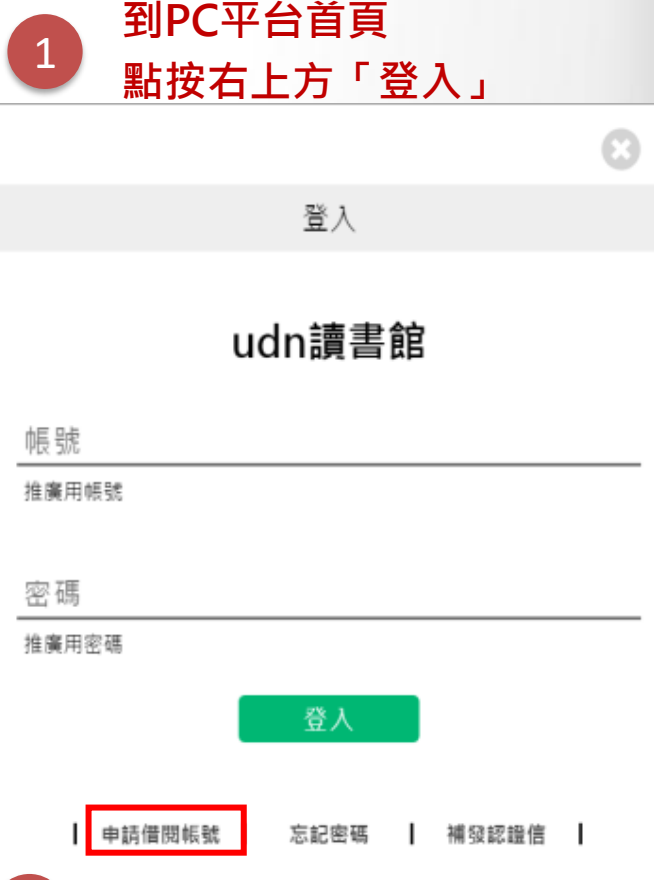 1
到PC平台首頁
點按右上方「登入」
登入
udn讀書館
帳號
推廣用帳號
密碼
推廣用密碼
登入
| 申請借閱帳號 忘記密碼 | 補發認證信 |